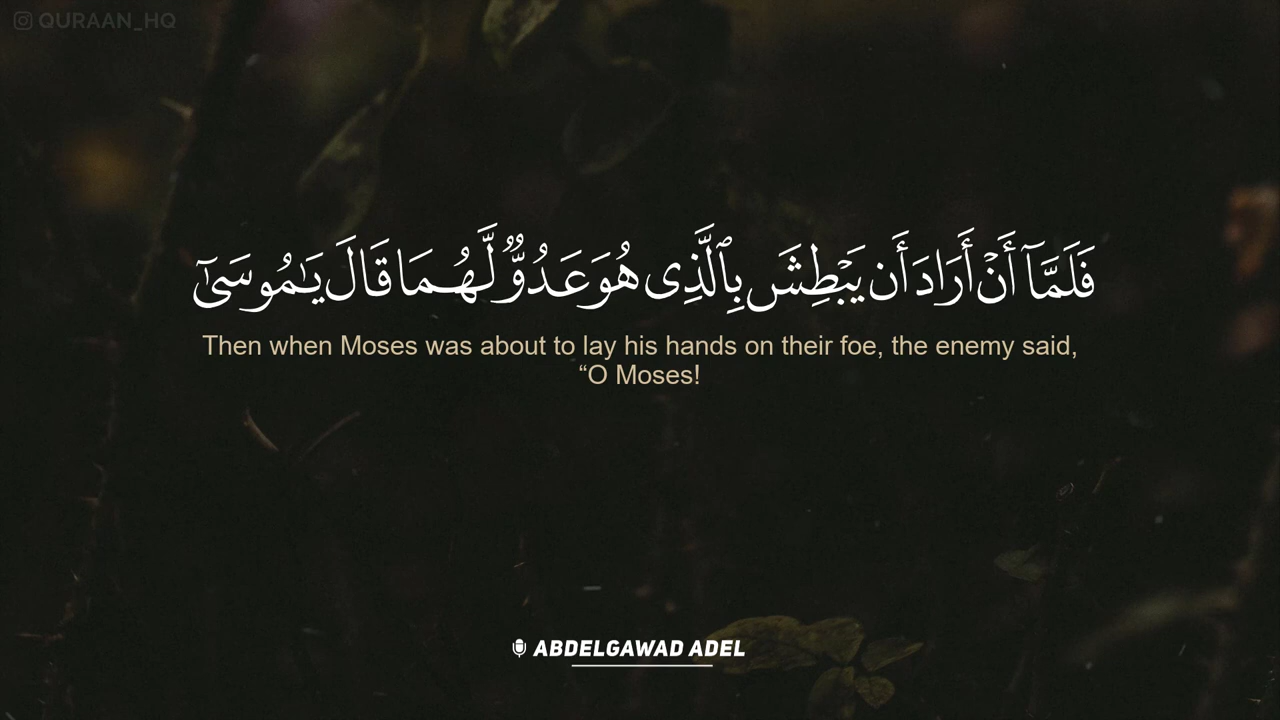 QURAAN_HQ
فَلَمَّآ أَنْ أَرَادَ أَن يَبْطِشَ بِٱلَّذِى هُوَ عَدُوٌّ لَّهُمَا قَالَ يَـٰمُوسَىٰٓ
Then when Moses was about to lay his hands on their foe, the enemy said,
“O Moses!
ABDELGAWAD ADEL